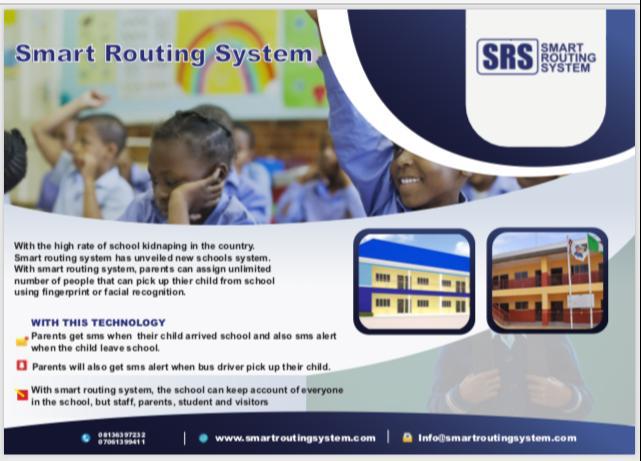 Smart Routing System
SRS SMART
ROUTING
SYSTEM
With the high rate of school kidnaping in the country.
Smart routing system has unveiled new schools system.
With smart routing system, parents can assign unlimited
number of people that can pick up thier child from school
using fingerprint or facial recognition.
WITH THIS TECHNOLOGY
Parents get sms when their child arrived school and also sms alert
when the child leave school.
Parents will also get sms alert when bus driver pick up their child.
With smart routing system, the school can keep account of everyone
in the school, but staff, parents, student and visitors
08136397232
07061399411
www.smartroutingsystem.com
Info@smartroutingsystem.com